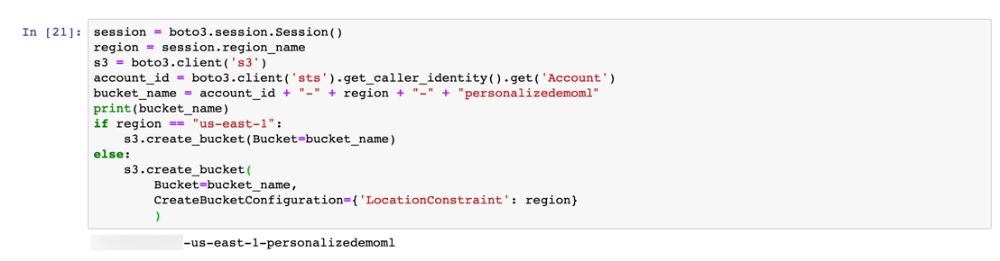 In [21]:
session = boto3.session.Session()
region = session.region_name
s3 = boto3.client('s3')
account_id = boto3.client('sts').get_caller_identity().get('Account')
bucket_name = account_id + "-" + region + "-" + "personalizedemoml"
print(bucket_name)
if region == "us-east-1":
    s3.create_bucket(Bucket=bucket_name)
else:
    s3.create_bucket(
        Bucket=bucket_name,
        CreateBucketConfiguration={'LocationConstraint': region}
        )
-us-east-1-personalizedemoml